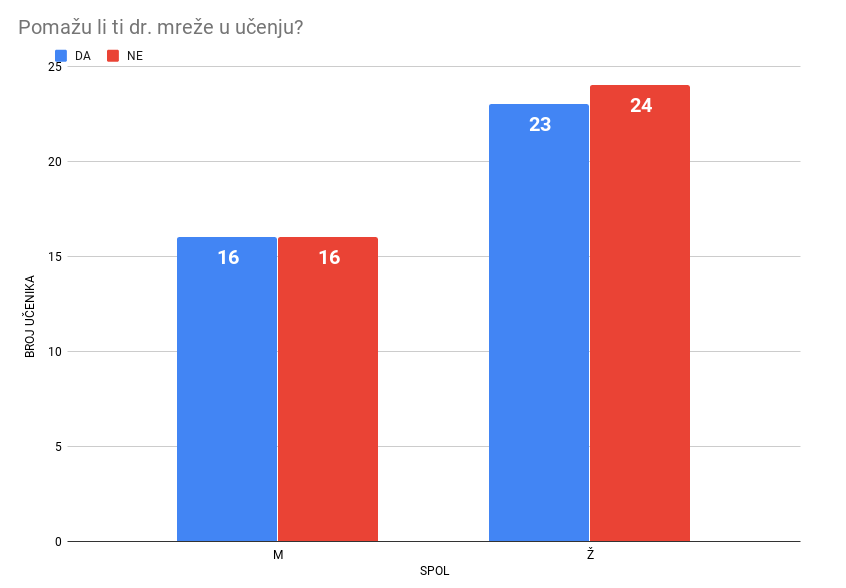 Pomažu li ti dr. mreže u učenju?
DA NE
25
20
15
10
5
0
BROJ UČENIKA
16 16
23 24
M Ž
SPOL